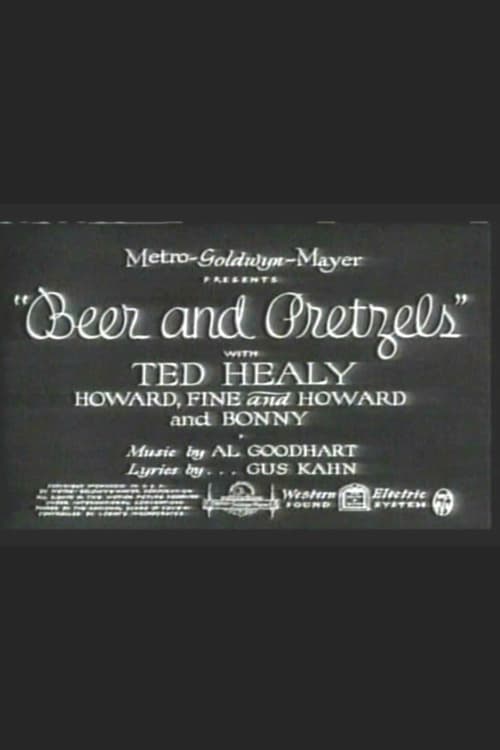 Metro-Goldwyn-Mayer
PRESENTS
"Beer and Pretzels"
WITH
TED HEALY
HOWARD, FINE and HOWARD
and BONNY
Music by AL GOODHART
Lyrics by... GUS KAHN
Western Electric
SOUND SYSTEM